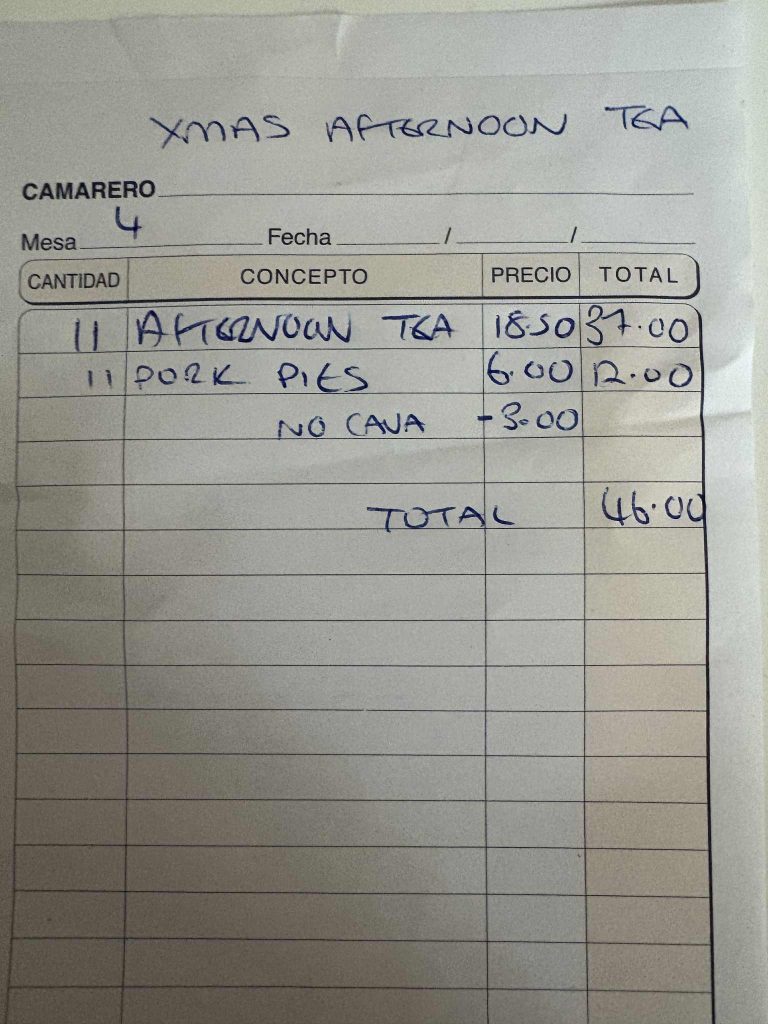 XMAS AFTERNOON TEA
CAMARERO
Mesa 4 Fecha / /
CANTIDAD CONCEPTO PRECIO TOTAL
11 AFTERNOON TEA 18.50 37.00
11 PORK PIES 6.00 12.00
NO CAVA -3.00
TOTAL 46.00